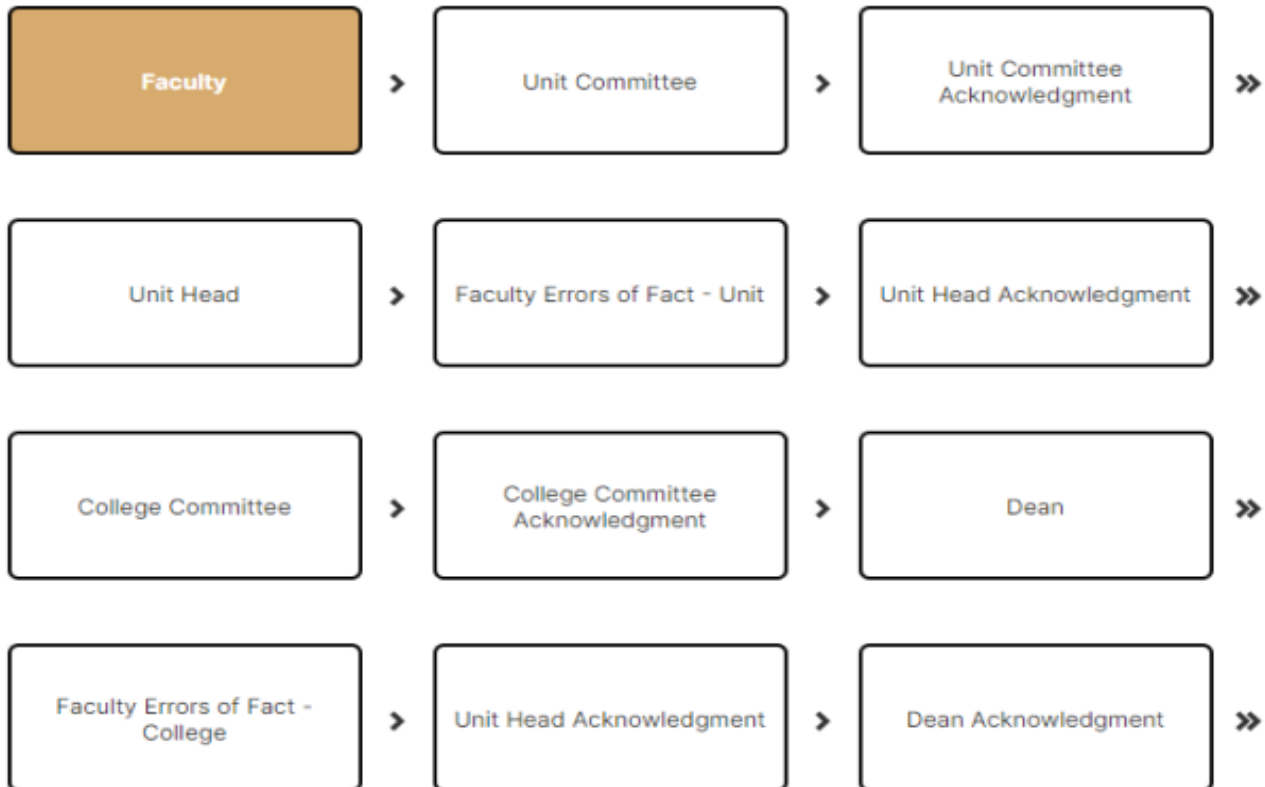 Faculty
Unit Committee
Unit Committee
Acknowledgment
Unit Head
Faculty Errors of Fact - Unit
Unit Head Acknowledgment
College Committee
College Committee
Acknowledgment
Dean
Faculty Errors of Fact -
College
Unit Head Acknowledgment
Dean Acknowledgment